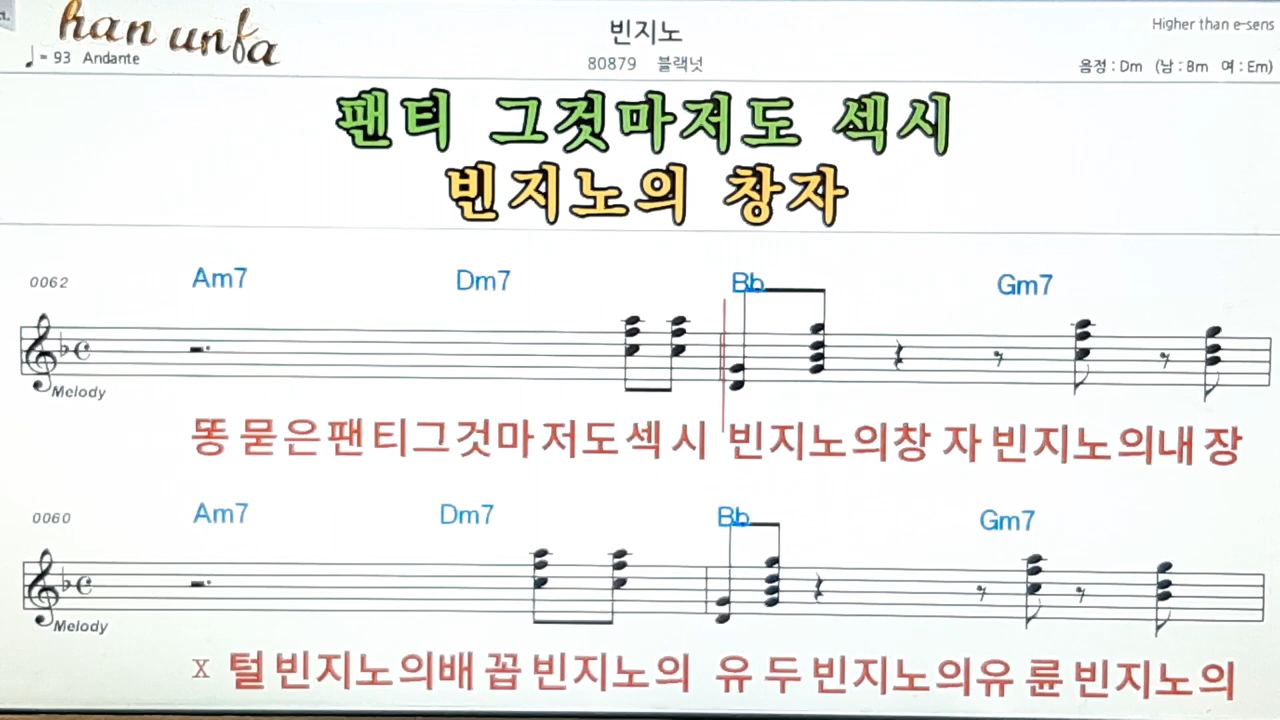 han unfa
빈지노
Higher than e-sens
♩= 93 Andante
80879 블랙넛
음정 : Dm (남 : Bm 여 : Em)
팬티 그것마저도 섹시
빈지노의 창자
0062 Am7 Dm7 Bb Gm7
Melody
똥 묻은팬티그것마 저도섹 시 빈지노의창 자 빈지노의내 장
0060 Am7 Dm7 Bb Gm7
Melody
X 털 빈지노의배 꼽 빈지노의 유 두 빈지노의유 륜 빈지노의